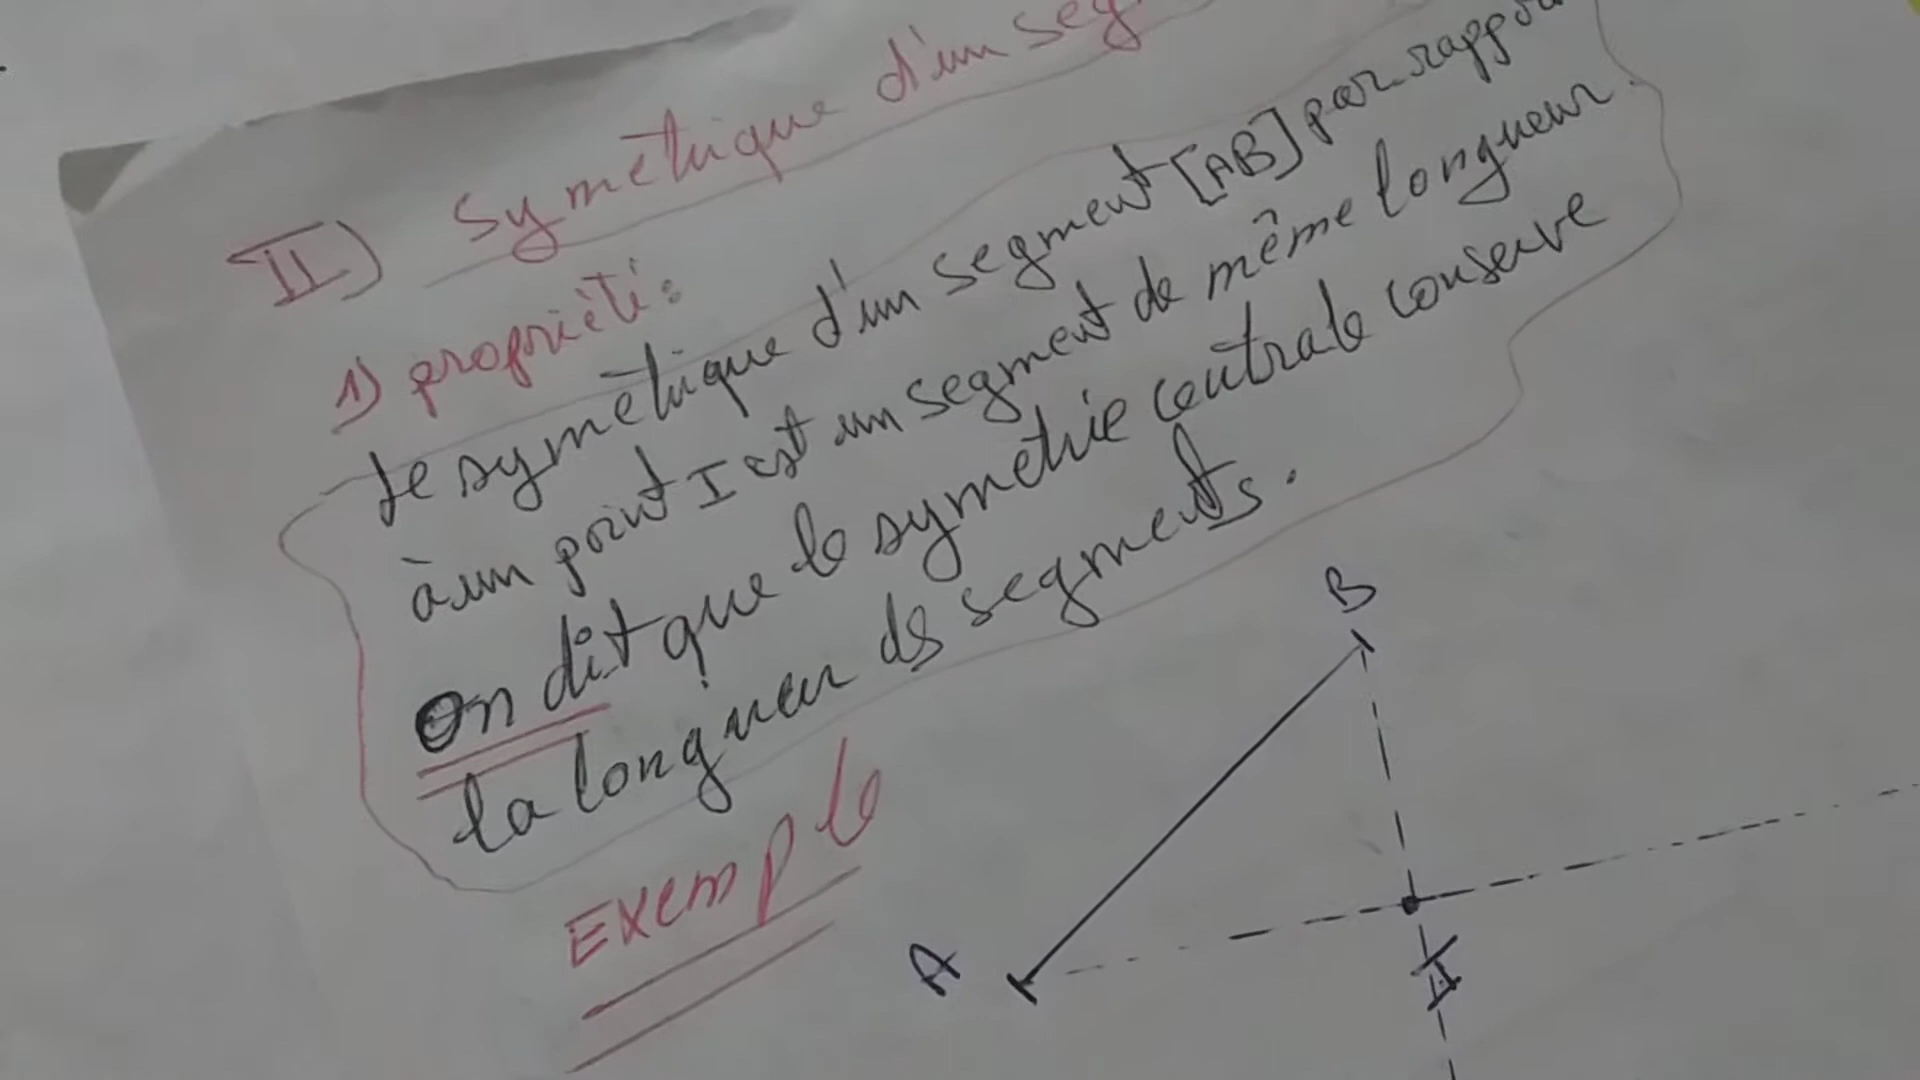 II) Symétrique d'un seg
1) propriété:
Le symétrique d'un segment [AB] par rappo
à un point I est un segment de même longueur.
On dit que la symétrie centrale conserve
la longueur ds segments.
Exemple
B
A
I